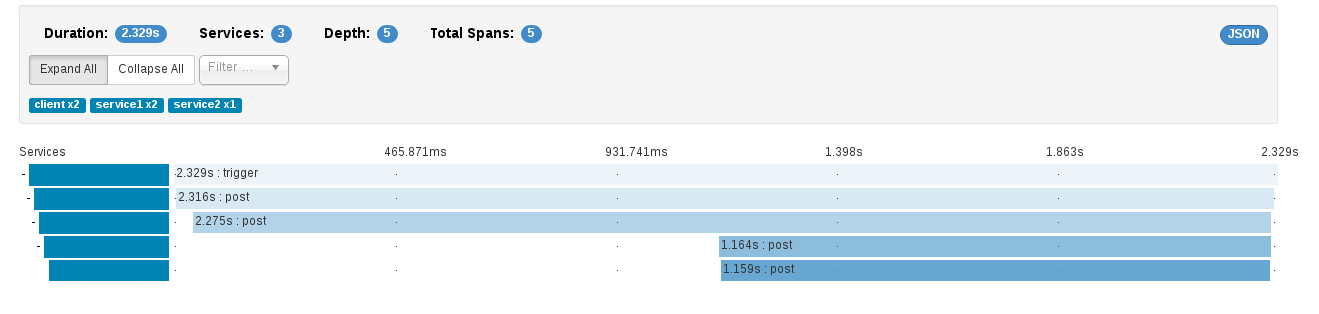 Duration: 2.329s Services: 3 Depth: 5 Total Spans: 5 JSON
Expand All Collapse All Filter ...
client x2 service1 x2 service2 x1
Services 465.871ms 931.741ms 1.398s 1.863s 2.329s
- 2.329s : trigger
- 2.316s : post
- 2.275s : post
- 1.164s : post
1.159s : post